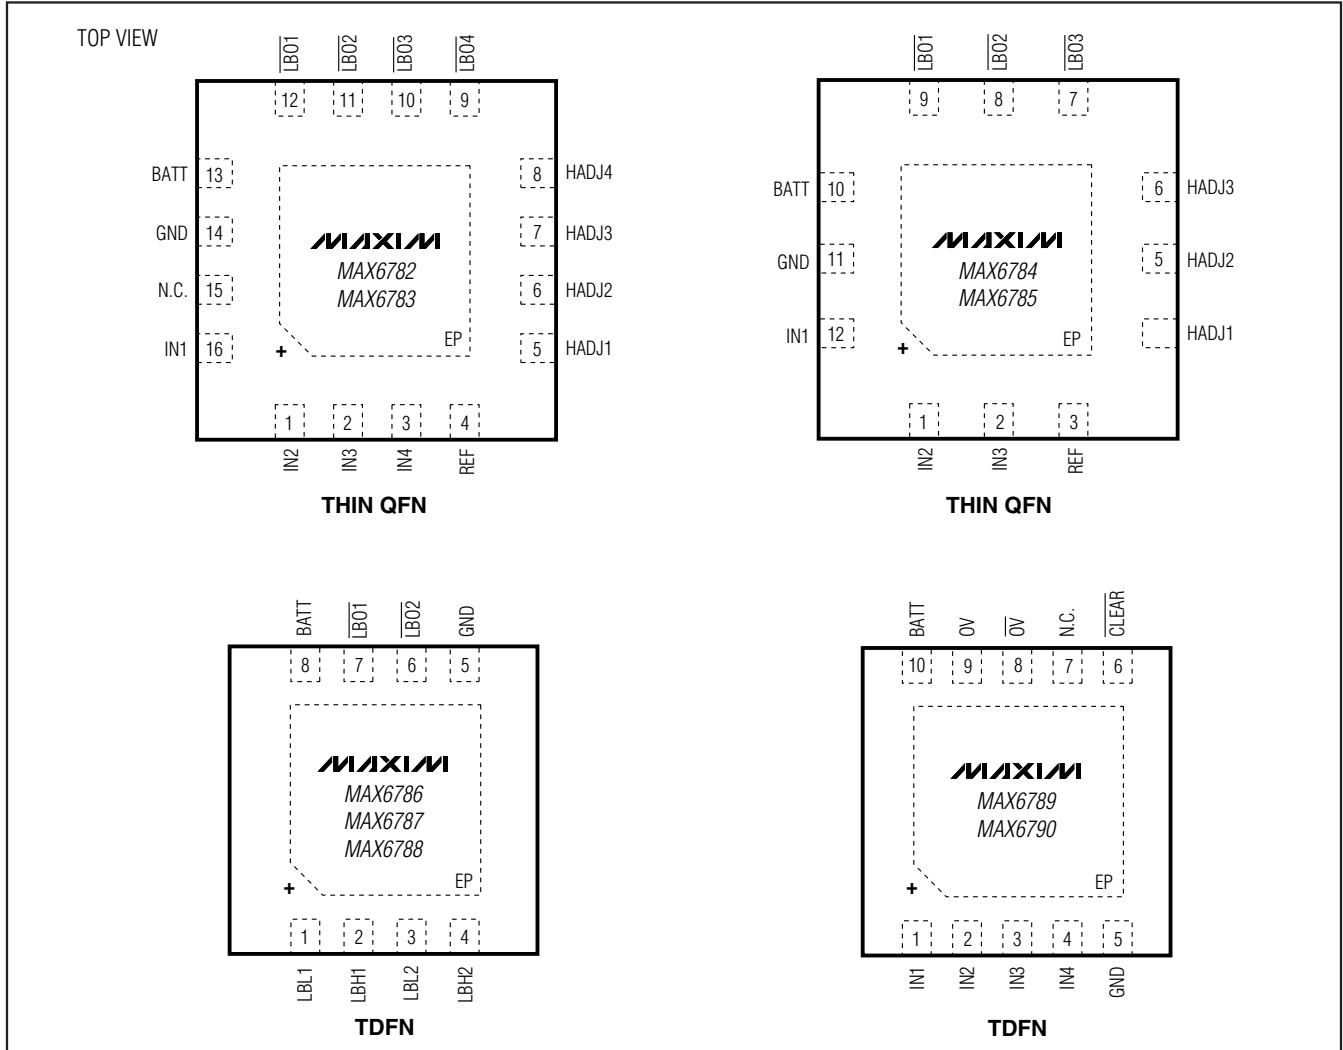 TOP VIEW
LBO1 LBO2 LBO3 LBO4
12 11 10 9
BATT 13
GND 14
N.C. 15
IN1 16
8 HADJ4
7 HADJ3
6 HADJ2
5 HADJ1
MAXIM
MAX6782
MAX6783
EP
+
1 2 3 4
IN2 IN3 IN4 REF
THIN QFN
LBO1 LBO2 LBO3
9 8 7
BATT 10
GND 11
IN1 12
6 HADJ3
5 HADJ2
HADJ1
MAXIM
MAX6784
MAX6785
EP
+
1 2 3
IN2 IN3 REF
THIN QFN
BATT LBO1 LBO2 GND
8 7 6 5
MAXIM
MAX6786
MAX6787
MAX6788
EP
+
1 2 3 4
LBL1 LBH1 LBL2 LBH2
TDFN
BATT OV OV N.C. CLEAR
10 9 8 7 6
MAXIM
MAX6789
MAX6790
EP
+
1 2 3 4 5
IN1 IN2 IN3 IN4 GND
TDFN